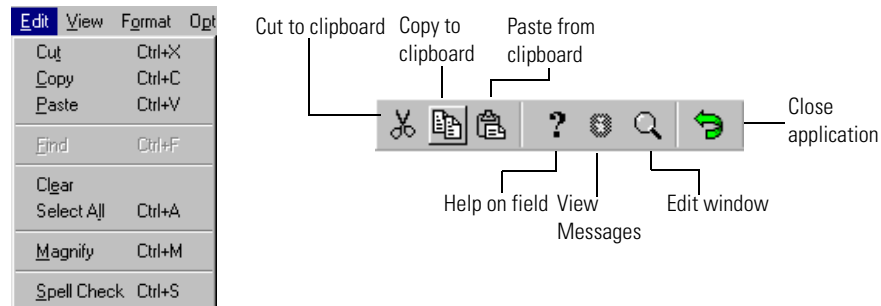 Edit View Format Opt
Cut Ctrl+X
Copy Ctrl+C
Paste Ctrl+V
Find Ctrl+F
Clear
Select All Ctrl+A
Magnify Ctrl+M
Spell Check Ctrl+S
Cut to clipboard
Copy to
clipboard
Paste from
clipboard
?
Close
application
Help on field
View
Messages
Edit window